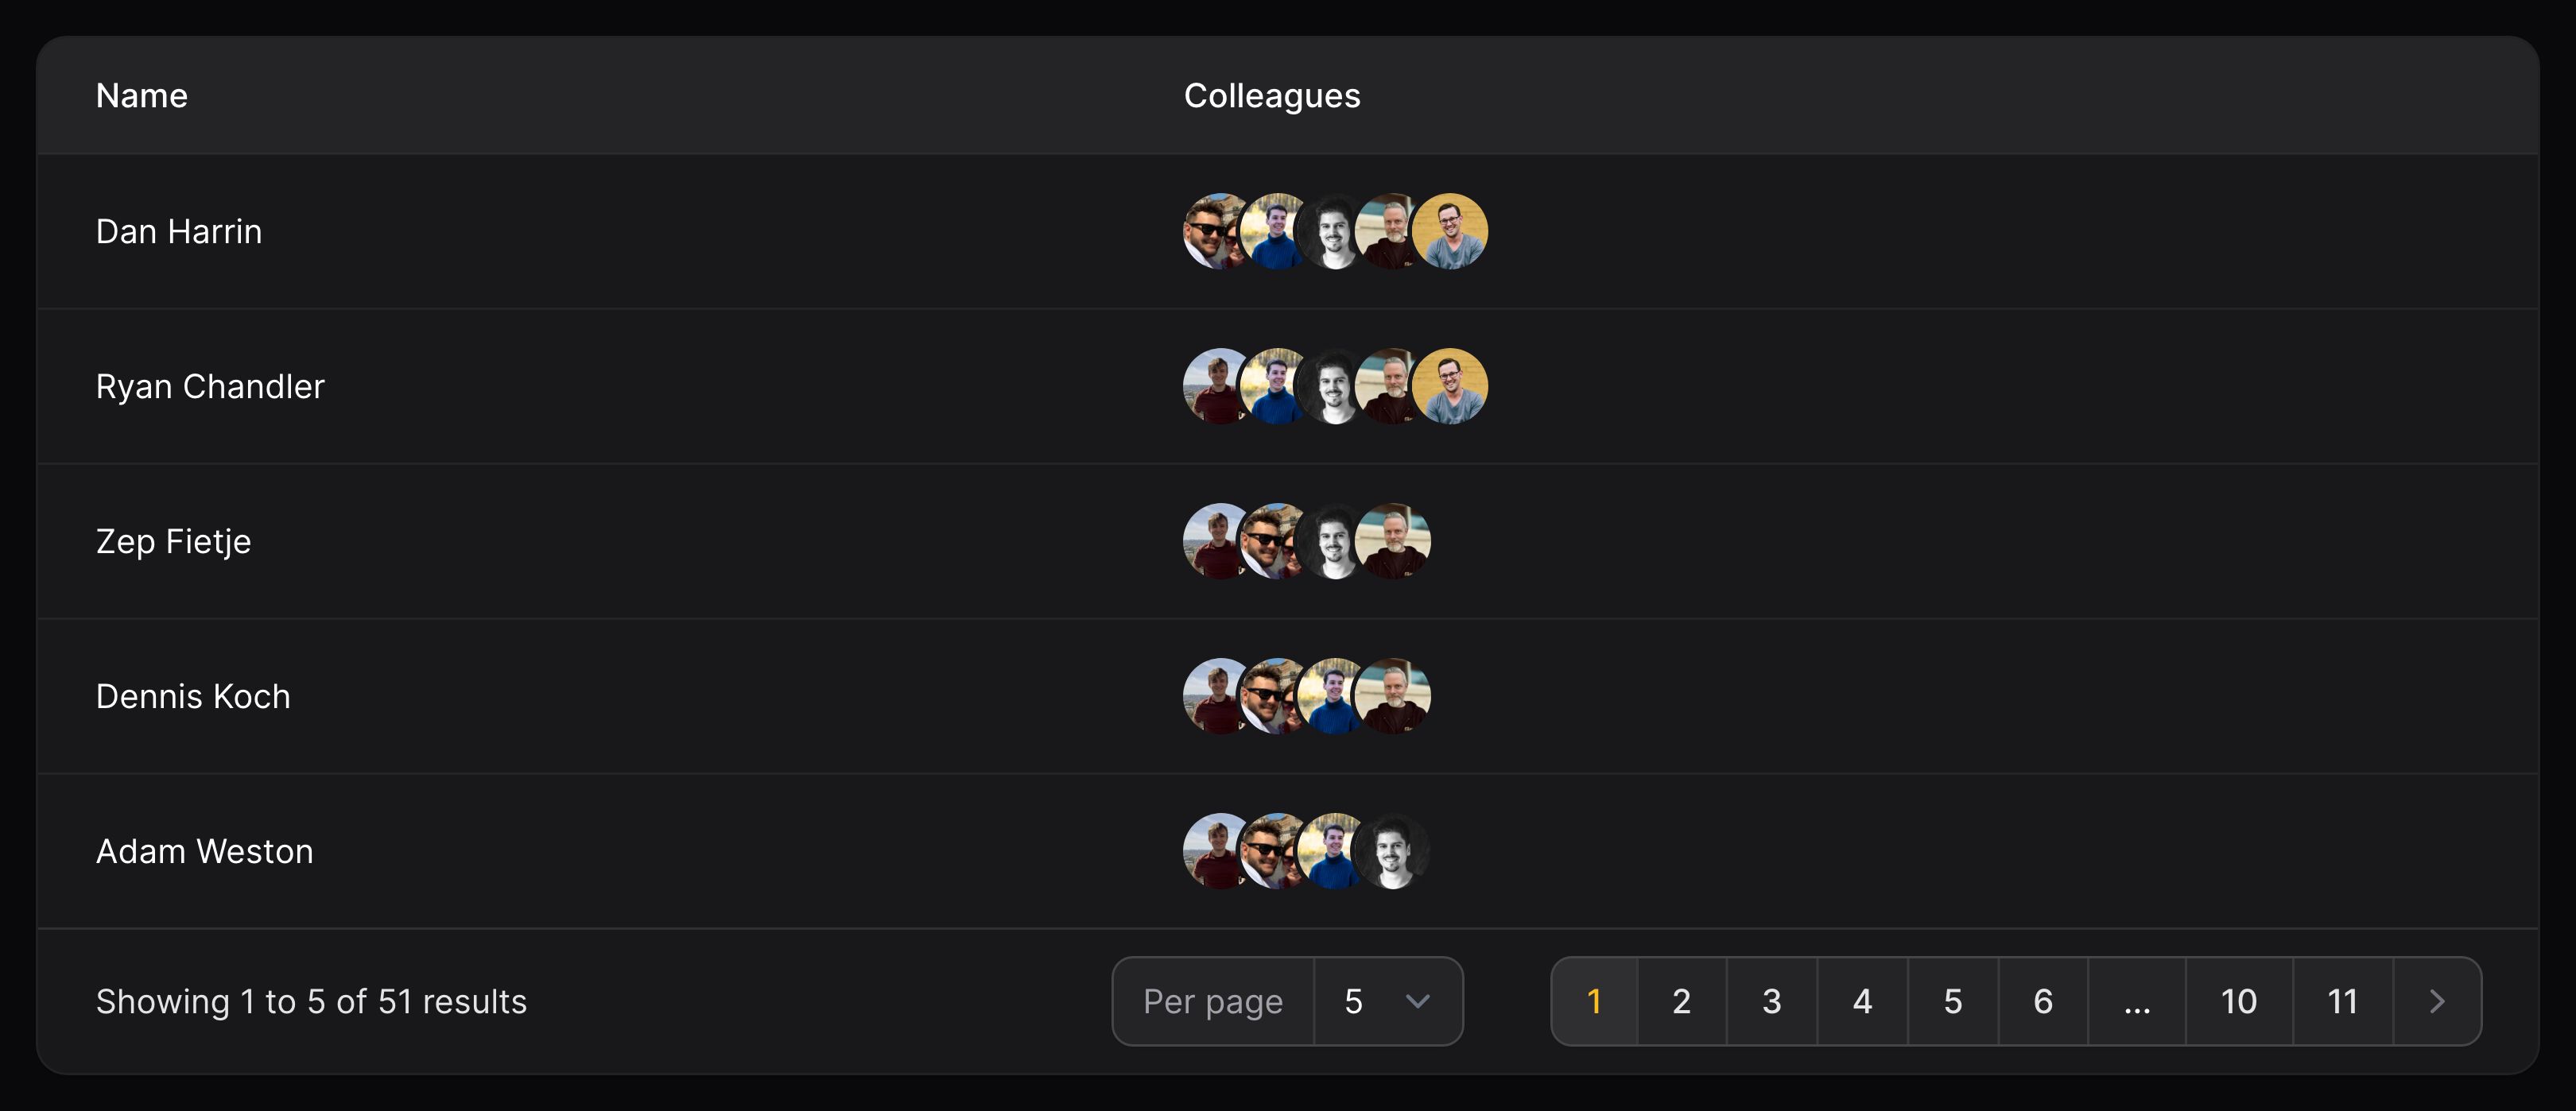 Name Colleagues
Dan Harrin
Ryan Chandler
Zep Fietje
Dennis Koch
Adam Weston
Showing 1 to 5 of 51 results Per page 5 1 2 3 4 5 6 ... 10 11